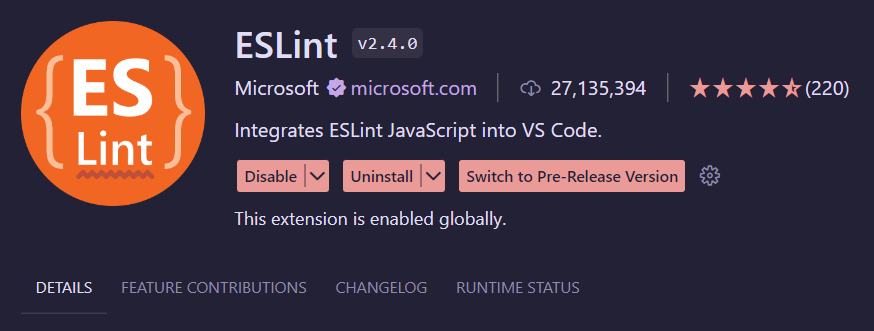 ES
Lint
ESLint v2.4.0
Microsoft microsoft.com 27,135,394 (220)
Integrates ESLint JavaScript into VS Code.
Disable Uninstall Switch to Pre-Release Version
This extension is enabled globally.
DETAILS FEATURE CONTRIBUTIONS CHANGELOG RUNTIME STATUS